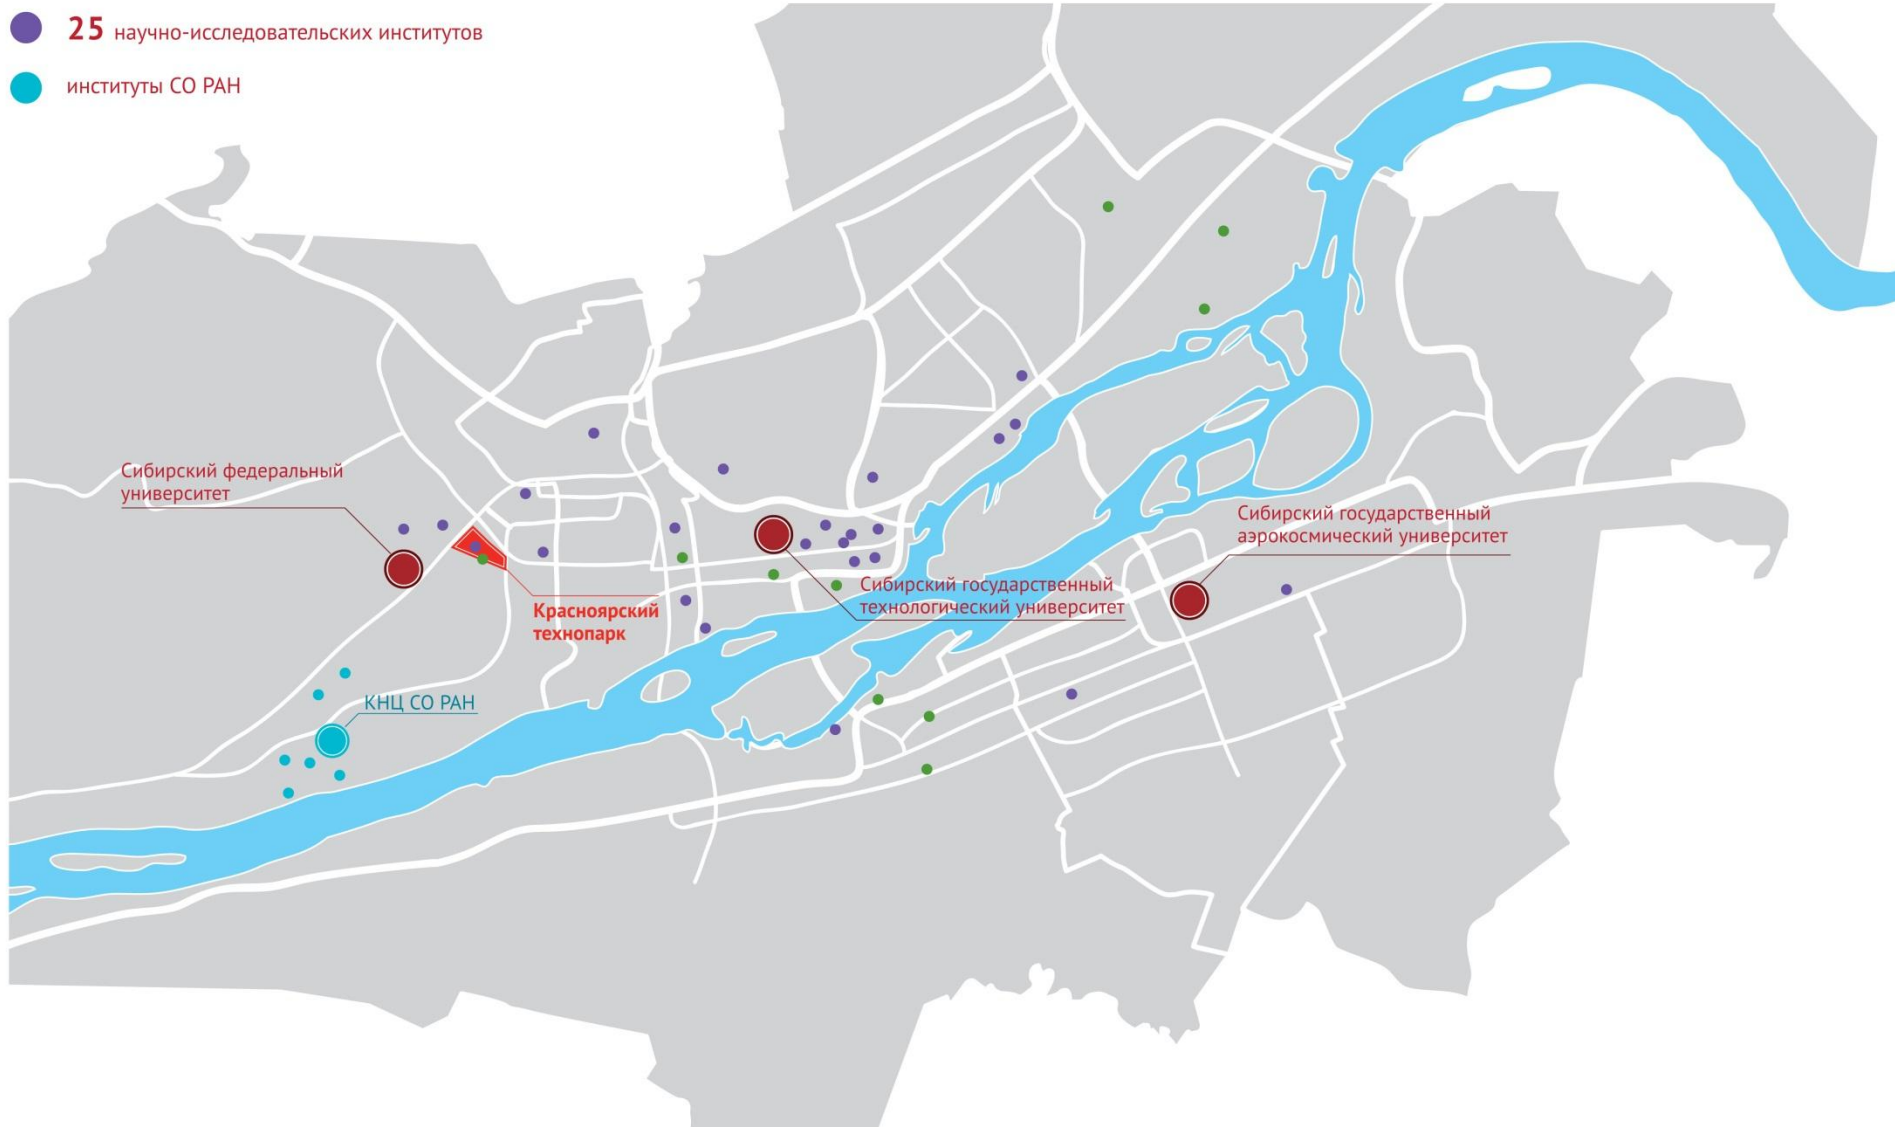 25 научно-исследовательских институтов
институты СО РАН
Сибирский федеральный
университет
Сибирский государственный
аэрокосмический университет
Сибирский государственный
технологический университет
Красноярский
технопарк
КНЦ СО РАН